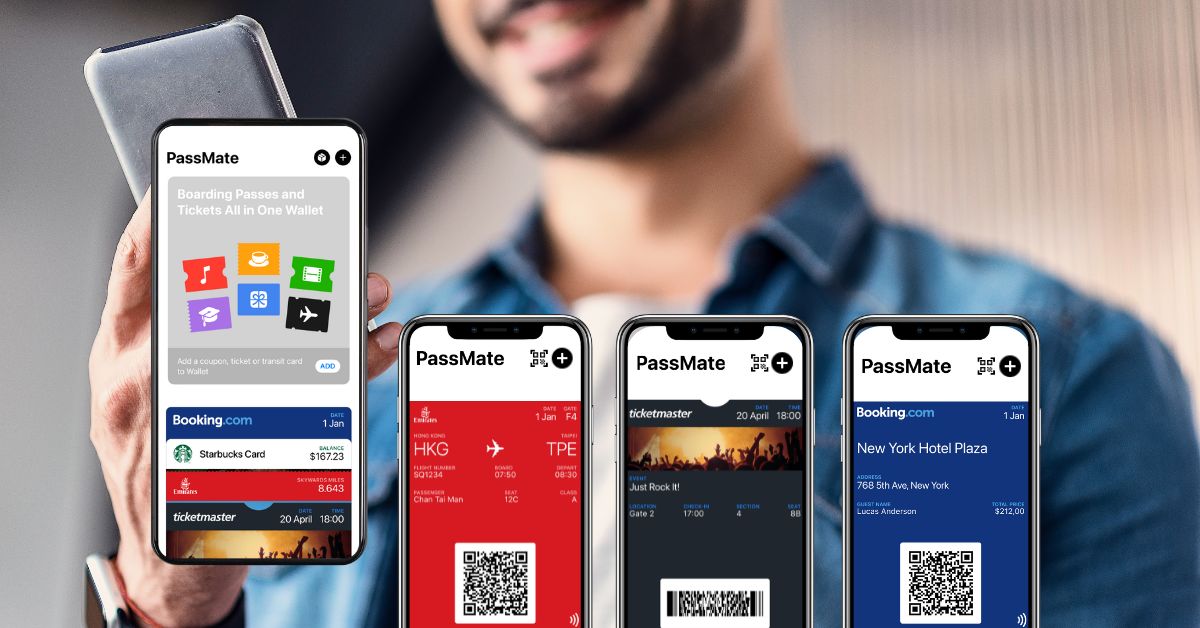 PassMate
Boarding Passes and
Tickets All in One Wallet
Add a coupon, ticket or transit card
to Wallet
ADD
Booking.com
DATE
1 Jan
Starbucks Card
BALANCE
$167.23
Emirates
SKYWARDS MILES
8.643
ticketmaster
DATE TIME
20 April 18:00
PassMate
Emirates
DATE GATE
1 Jan F4
HONG KONG TAIPEI
HKG TPE
FLIGHT NUMBER BOARD DEPART
SQ1234 07:50 08:30
PASSENGER SEAT CLASS
Chan Tai Man 12C A
PassMate
ticketmaster
DATE TIME
20 April 18:00
EVENT
Just Rock It!
LOCATION CHECK-IN SECTION SEAT
Gate 2 17:00 4 8B
PassMate
Booking.com
DATE
1 Jan
New York Hotel Plaza
ADDRESS
768 5th Ave, New York
GUEST NAME TOTAL PRICE
Lucas Anderson $212,00